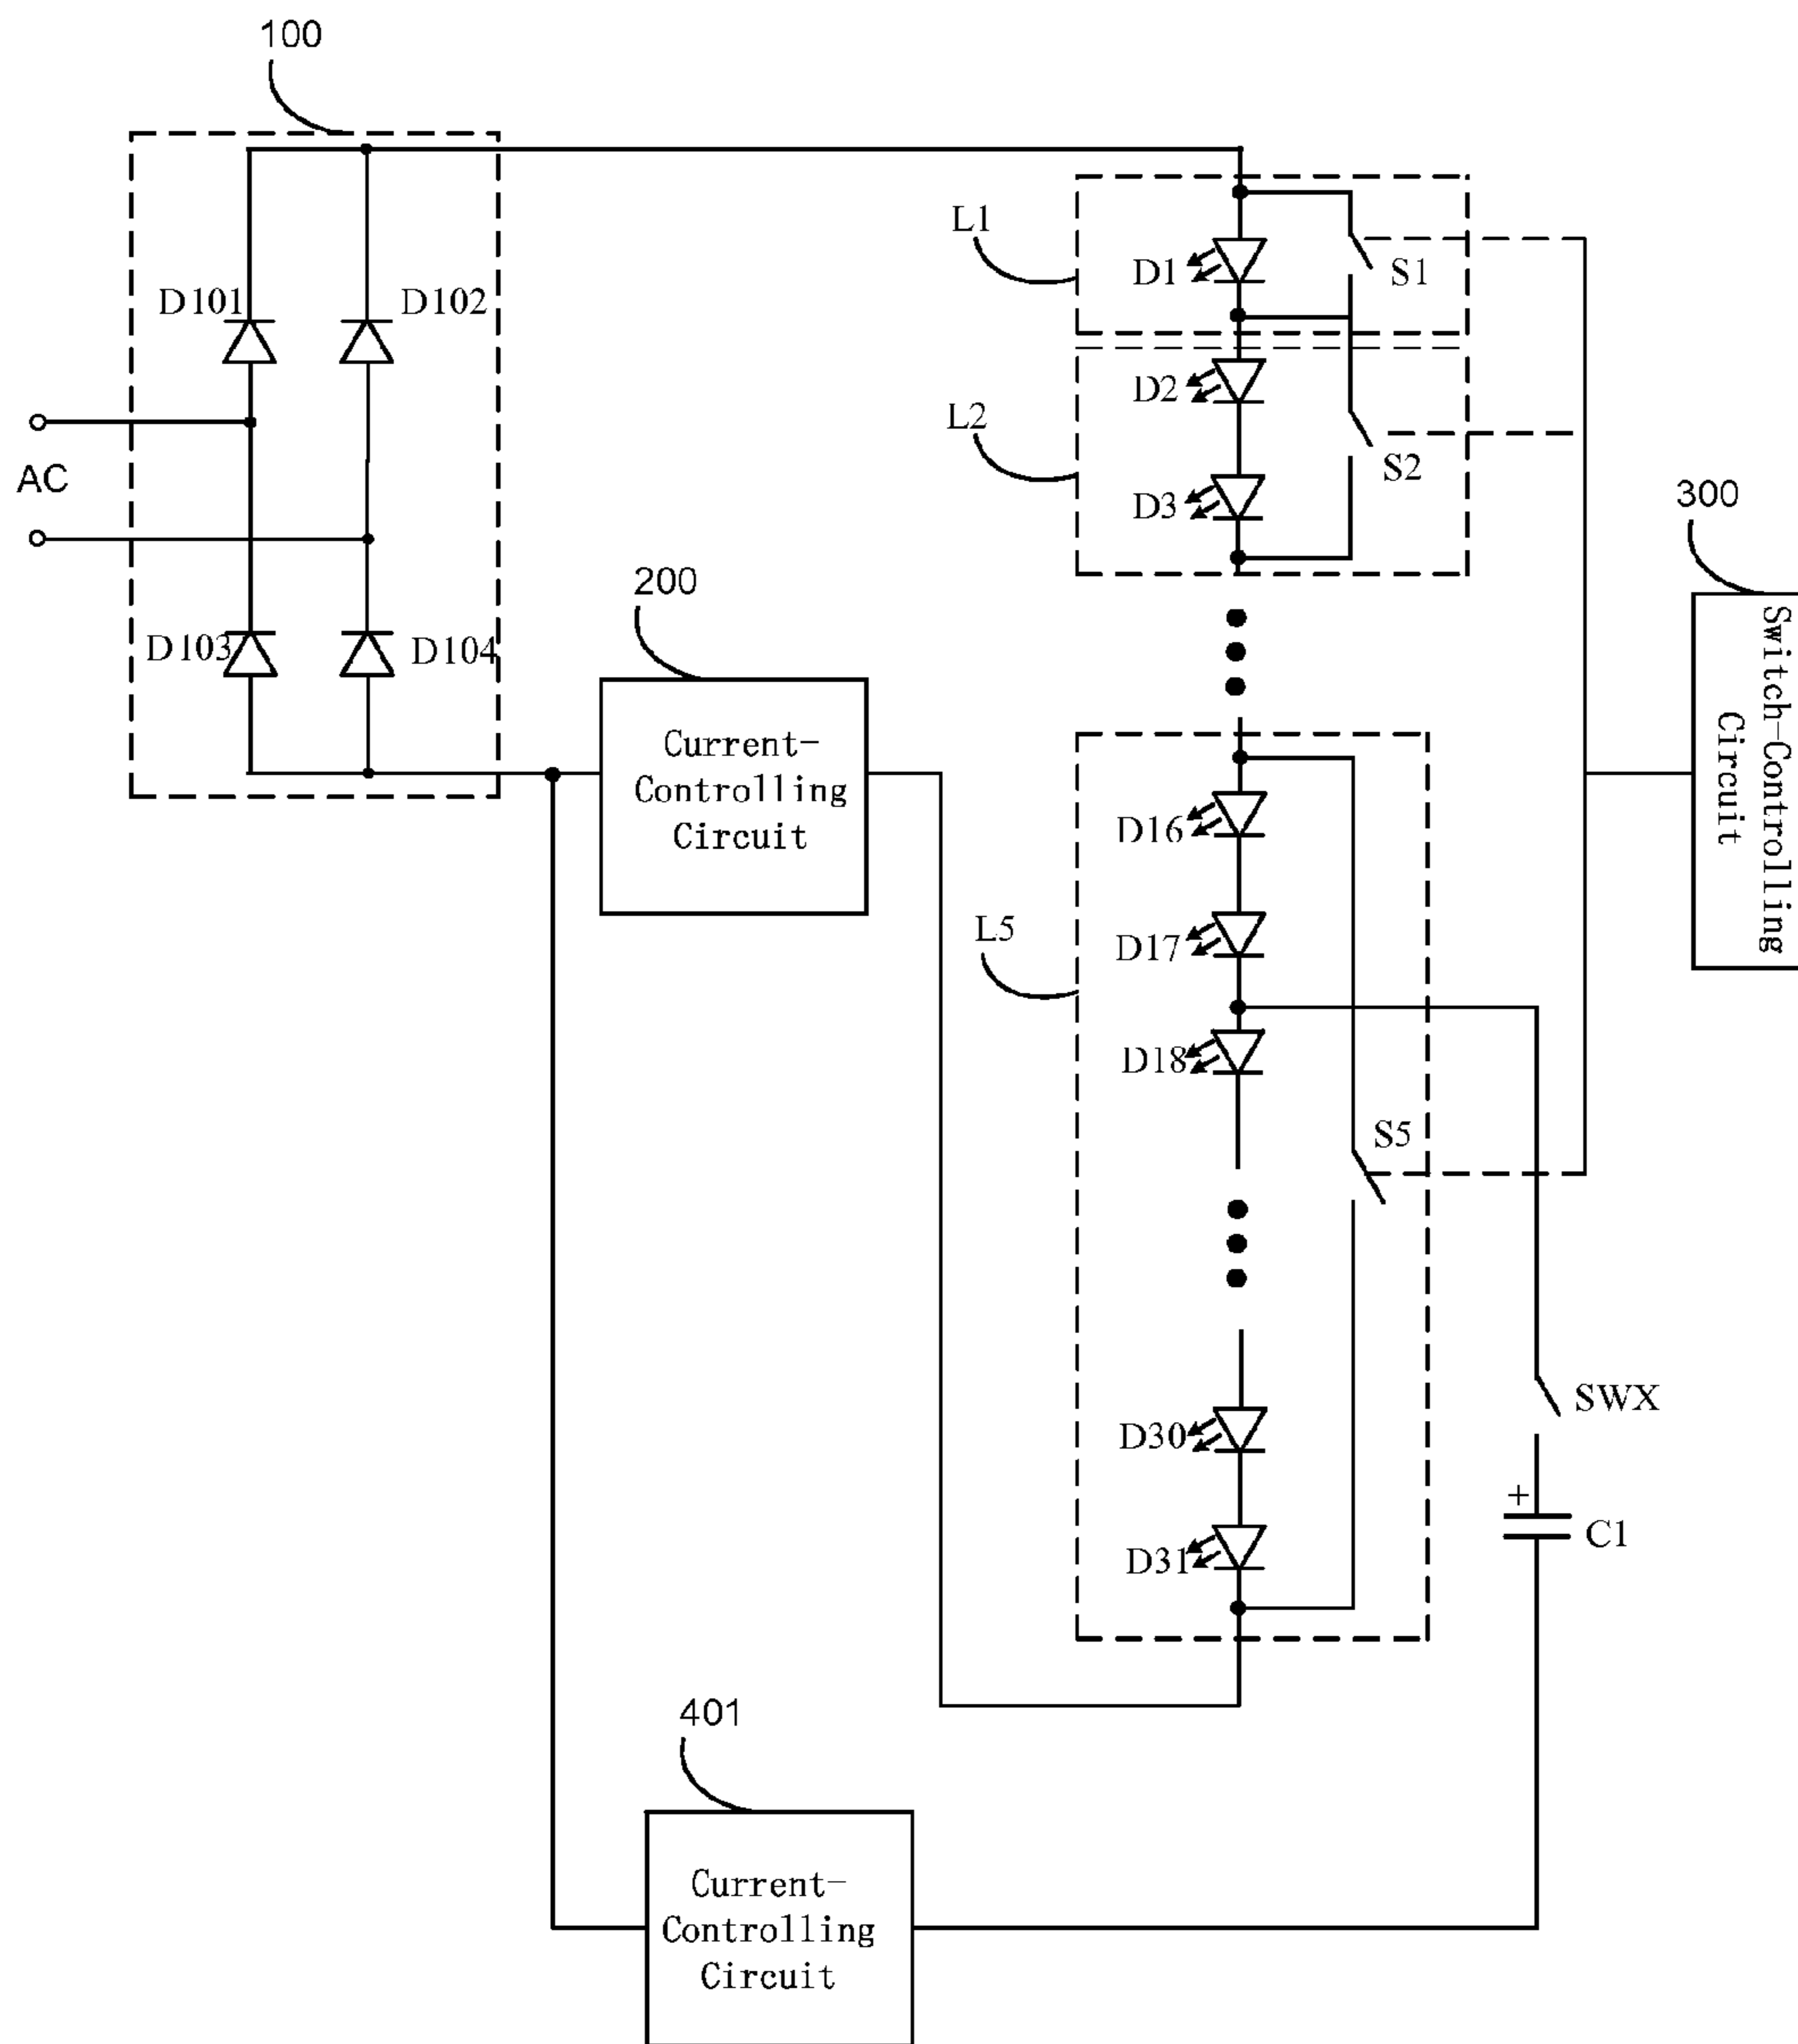 100
L1
D1
S1
D101
D102
D2
L2
S2
AC
D3
300
200
Switch-Controlling
Circuit
D103
D104
Current-
Controlling
Circuit
D16
L5
D17
D18
S5
SWX
D30
+
C1
D31
401
Current-
Controlling
Circuit